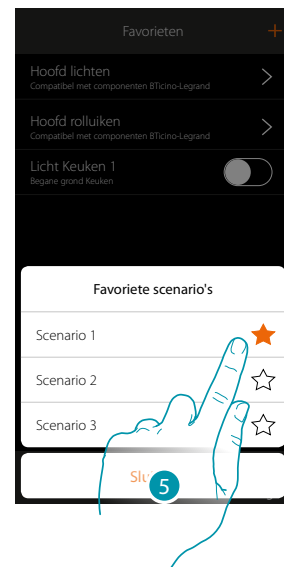 Favorieten
Hoofd lichten
Compatibel met componenten BTicino-Legrand
Hoofd rolluiken
Compatibel met componenten BTicino-Legrand
Licht Keuken 1
Begane grond Keuken
Favoriete scenario's
Scenario 1
Scenario 2
Scenario 3
5